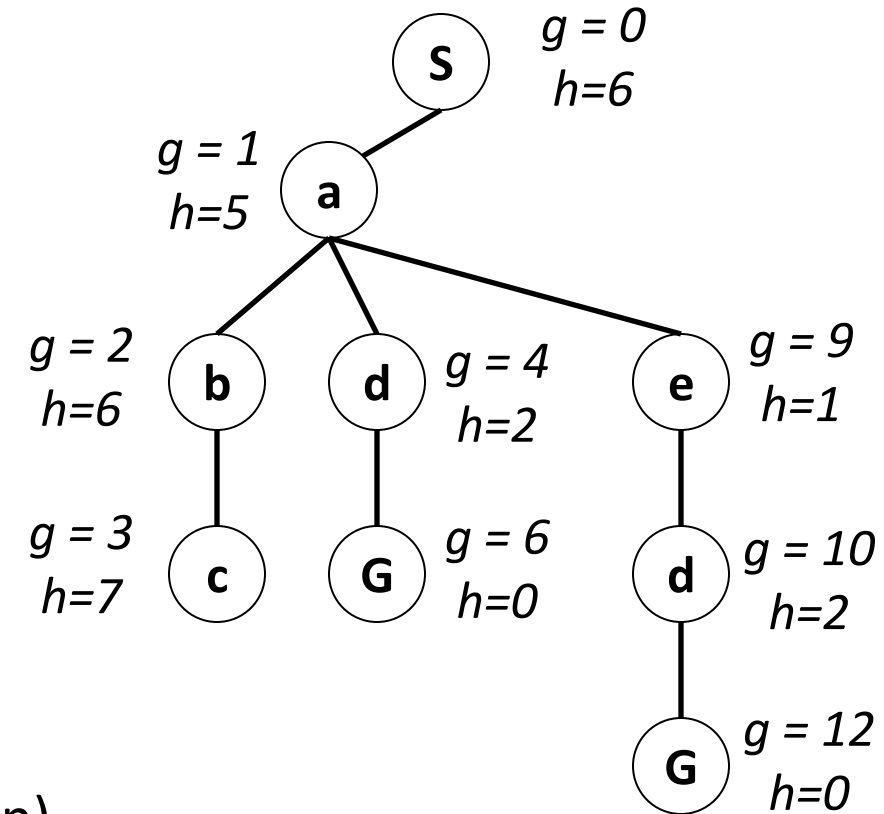 S
g = 0
h=6
g = 1
h=5
a
g = 2
h=6
b
d
g = 4
h=2
e
g = 9
h=1
g = 3
h=7
c
G
g = 6
h=0
d
g = 10
h=2
G
g = 12
h=0
n)